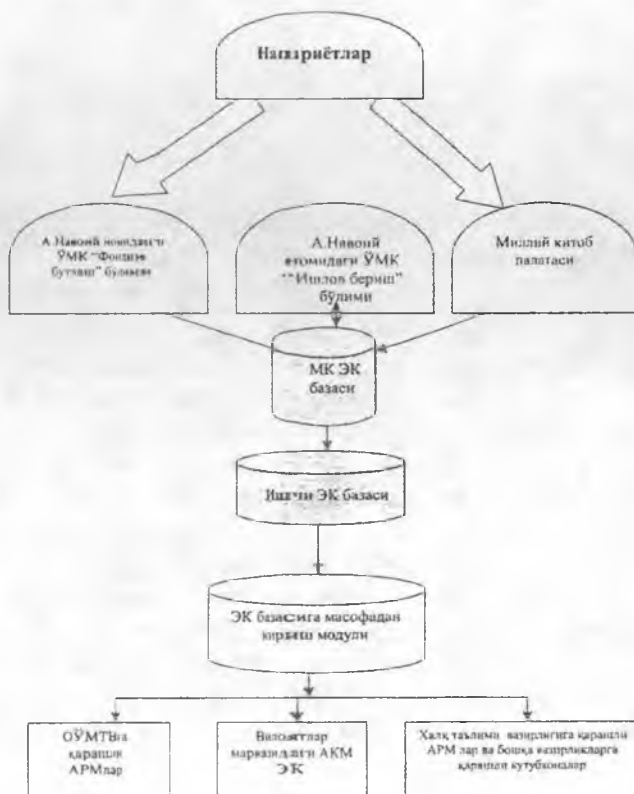 Нашриётлар
А.Навоий номидаги
ЎМК "Фондни
бутлаш" бўлими
А.Навоий
номидаги ЎМК
""Ишлов бериш"
бўлими
Миллий китоб
палатаси
МК ЭК
базаси
Ишчи ЭК базаси
ЭК базасига масофадан
кириш модули
ОЎМТВга
қарашли
АРМлар
Вилоятлар
марказидаги АКМ
ЭК
Халқ таълими вазирлигига қарашли
АРМ лар ва бошқа вазирликларга
қарашли кутубхоналар